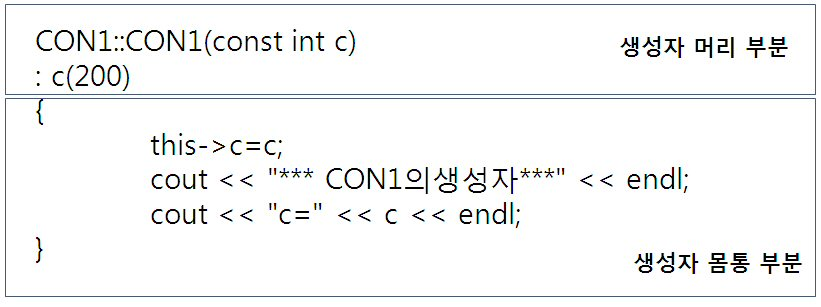 CON1::CON1(const int c)
생성자 머리 부분
: c(200)
{
this->c=c;
cout << "*** CON1의생성자***" << endl;
cout << "c=" << c << endl;
}
생성자 몸통 부분